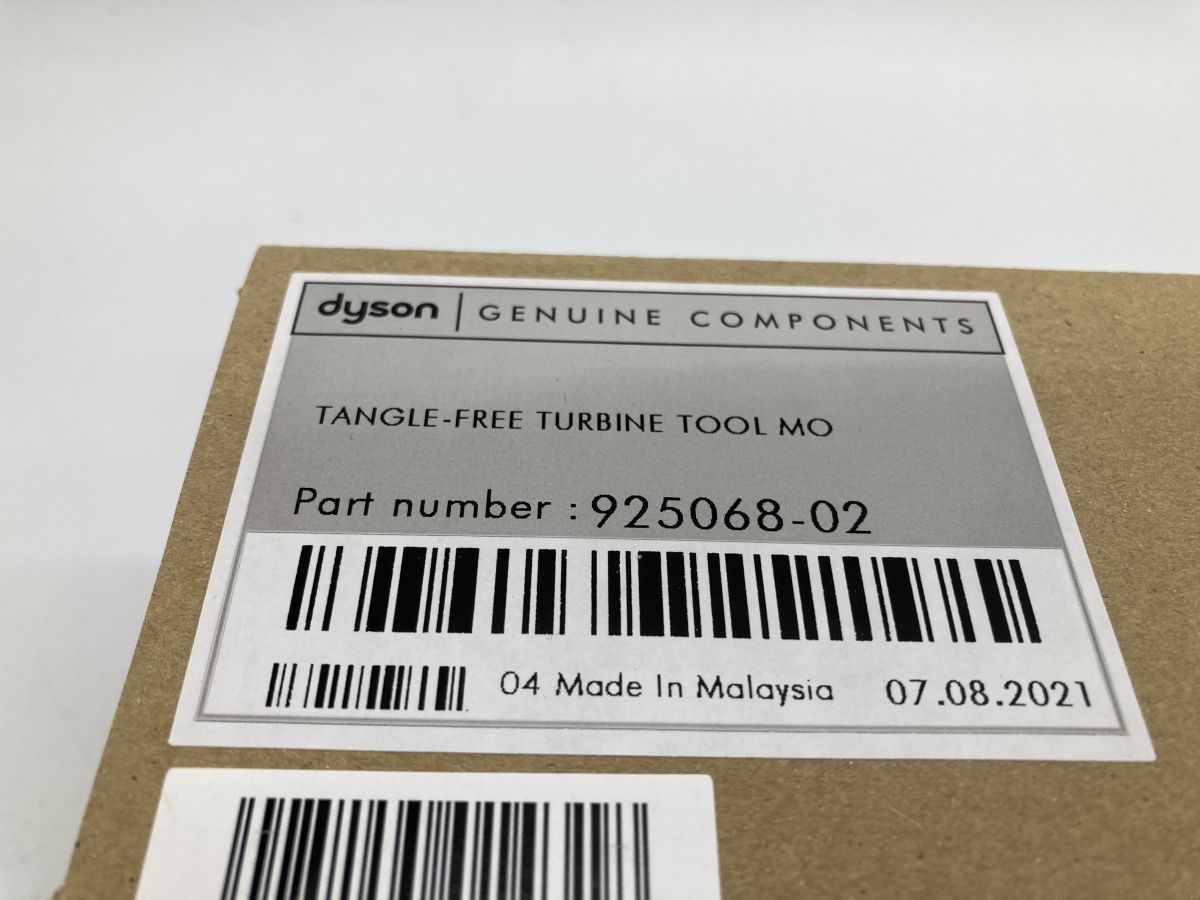 dyson | GENUINE COMPONENTS
TANGLE-FREE TURBINE TOOL MO
Part number : 925068-02
04 Made In Malaysia 07.08.2021